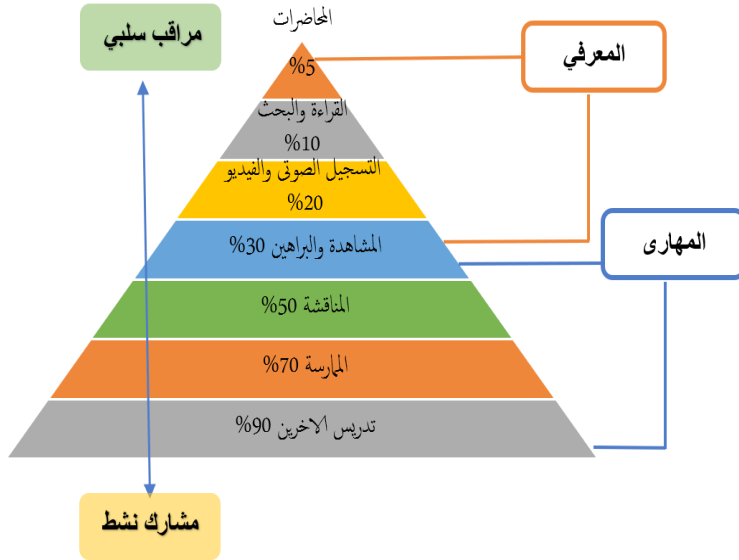 المحاضرات
مراقب سلبي
%5
المعرفي
القراءة والبحث
%10
التسجيل الصوتى والفيديو
%20
المشاهدة والبراهين 30%
المهارى
المناقشة 50%
الممارسة 70%
تدريس الاخرين 90%
مشارك نشط